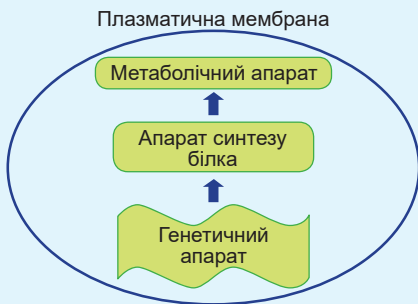 Плазматична мембрана
Метаболічний апарат
Апарат синтезу
білка
Генетичний
апарат